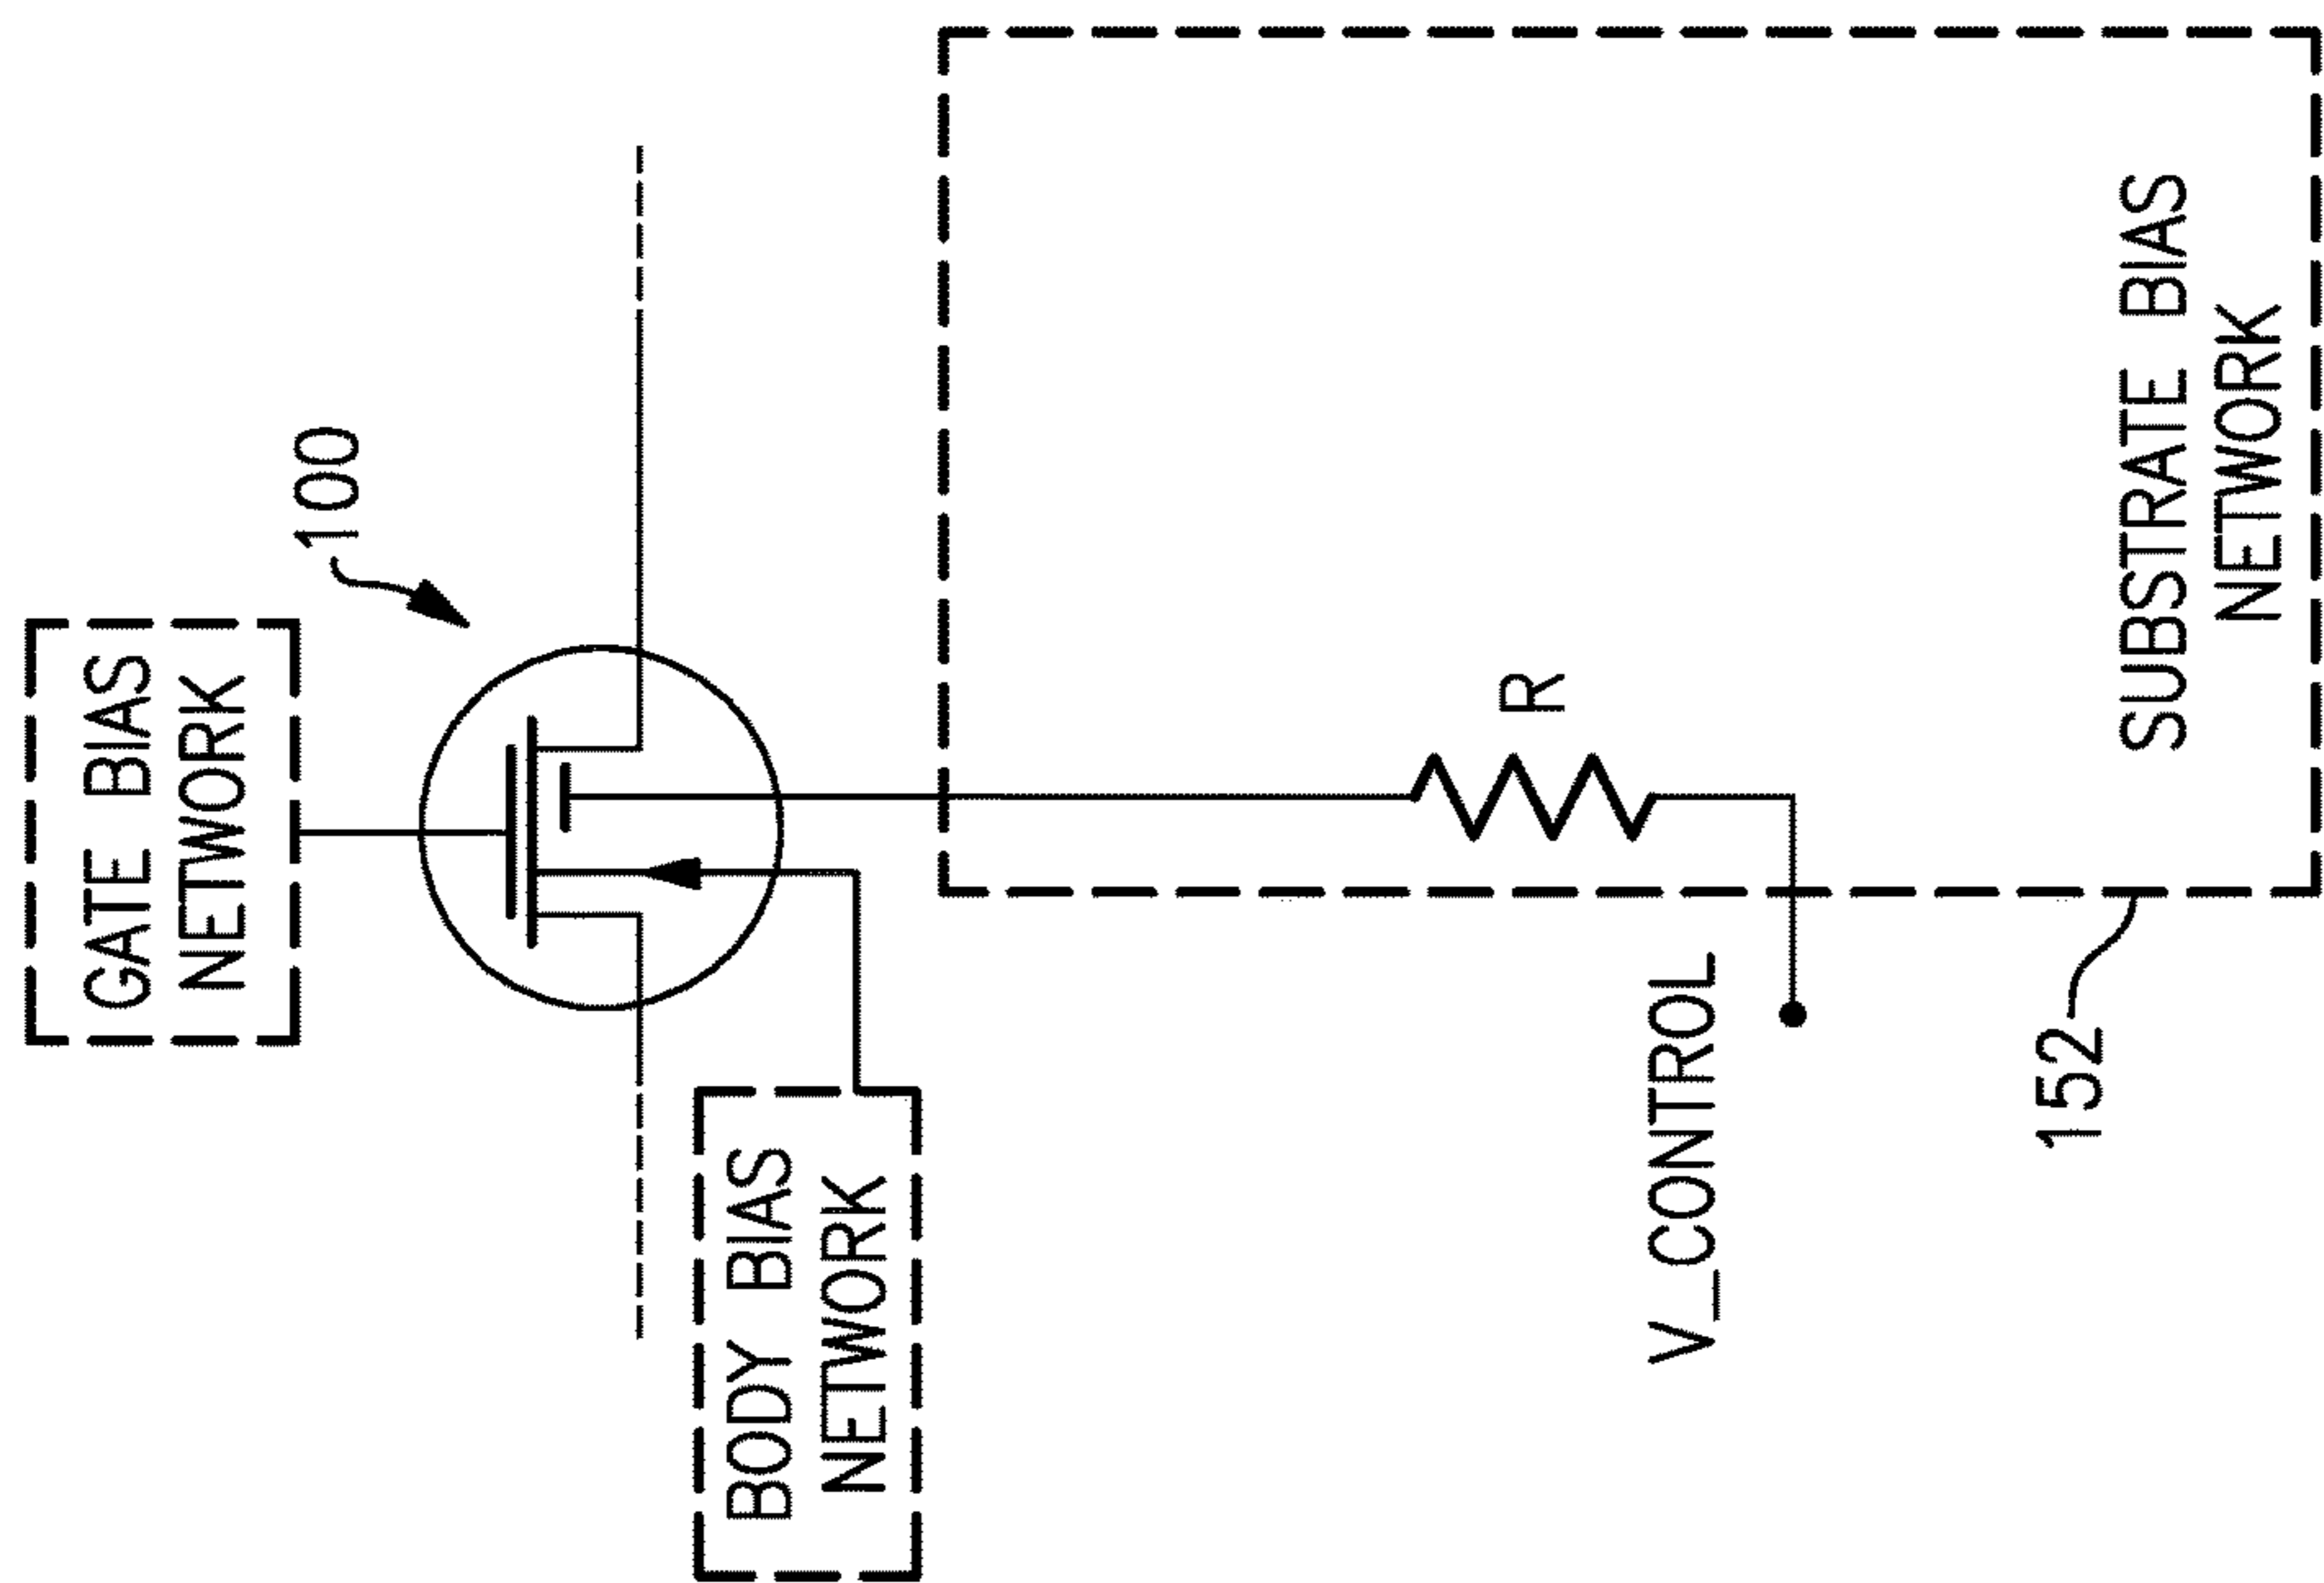 GATE BIAS
NETWORK
100
BODY BIAS
NETWORK
R
V_CONTROL
152
SUBSTRATE BIAS
NETWORK